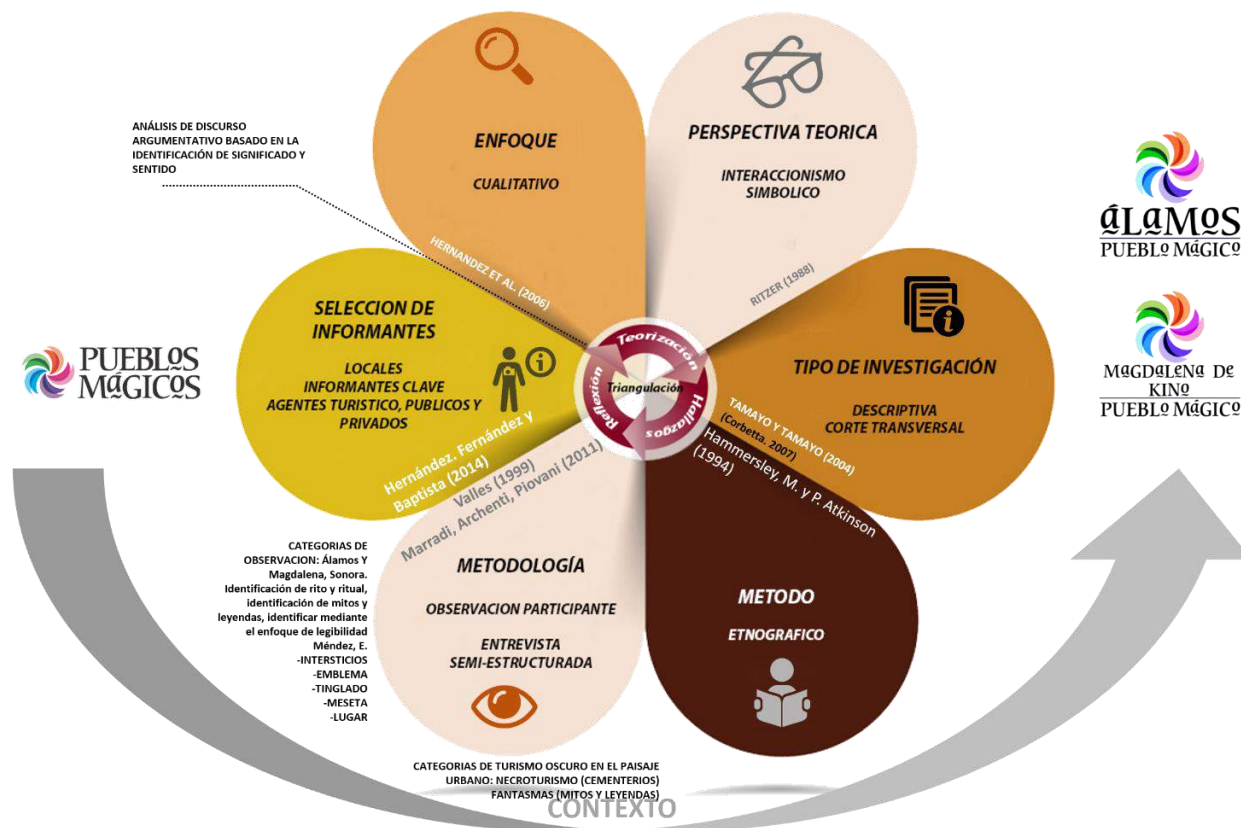 ANÁLISIS DE DISCURSO
ARGUMENTATIVO BASADO EN LA
IDENTIFICACIÓN DE SIGNIFICADO Y
SENTIDO
ENFOQUE
CUALITATIVO
HERNANDEZ ET AL. (2006)
PERSPECTIVA TEORICA
INTERACCIONISMO
SIMBOLICO
RITZER (1988)
SELECCION DE
INFORMANTES
LOCALES
INFORMANTES CLAVE
AGENTES TURISTICO, PUBLICOS Y
PRIVADOS
Hernández. Fernández y
Baptista (2014)
TIPO DE INVESTIGACIÓN
DESCRIPTIVA
CORTE TRANSVERSAL
TAMAYO Y TAMAYO (2004)
(Corbetta. 2007)
Teorización
Hallazgos
Reflexión
Triangulación
PUEBLOS
MÁGICOS
ÁLAMOS
PUEBLO MÁGICO
MAGDALENA DE
KINO
PUEBLO MÁGICO
Valles (1999)
Marradi, Archenti, Piovani (2011)
METODOLOGÍA
OBSERVACION PARTICIPANTE
ENTREVISTA
SEMI-ESTRUCTURADA
Hammersley, M. y P. Atkinson
(1994)
METODO
ETNOGRAFICO
CATEGORIAS DE
OBSERVACION: Álamos Y
Magdalena, Sonora.
Identificación de rito y ritual,
identificación de mitos y
leyendas, identificar mediante
el enfoque de legibilidad
Méndez, E.
-INTERSTICIOS
-EMBLEMA
-TINGLADO
-MESETA
-LUGAR
CATEGORIAS DE TURISMO OSCURO EN EL PAISAJE
URBANO: NECROTURISMO (CEMENTERIOS)
FANTASMAS (MITOS Y LEYENDAS)
CONTEXTO